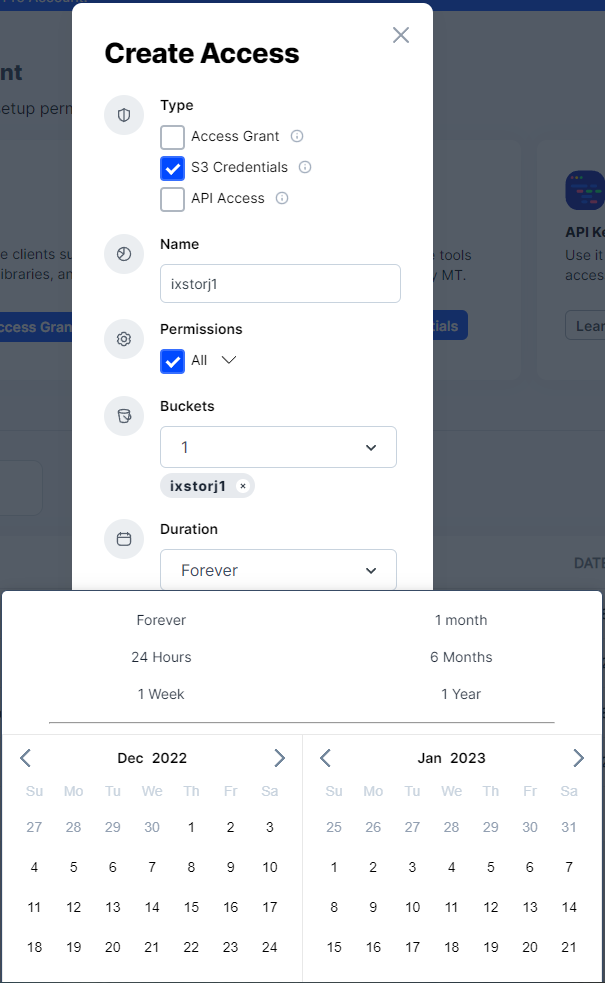 Create Access
nt
setup perm
Type
Access Grant
S3 Credentials
API Access
Name
ixstorj1
Permissions
All
Buckets
1
ixstorj1 ×
Duration
Forever
e clients su
ibraries, an
ccess Gran
e tools
y MT.
tials
API Ke
Use it
acces
Lear
DATE
Forever 1 month
24 Hours 6 Months
1 Week 1 Year
Dec 2022
Su Mo Tu We Th Fr Sa
27 28 29 30 1 2 3
4 5 6 7 8 9 10
11 12 13 14 15 16 17
18 19 20 21 22 23 24
Jan 2023
Su Mo Tu We Th Fr Sa
25 26 27 28 29 30 31
1 2 3 4 5 6 7
8 9 10 11 12 13 14
15 16 17 18 19 20 21